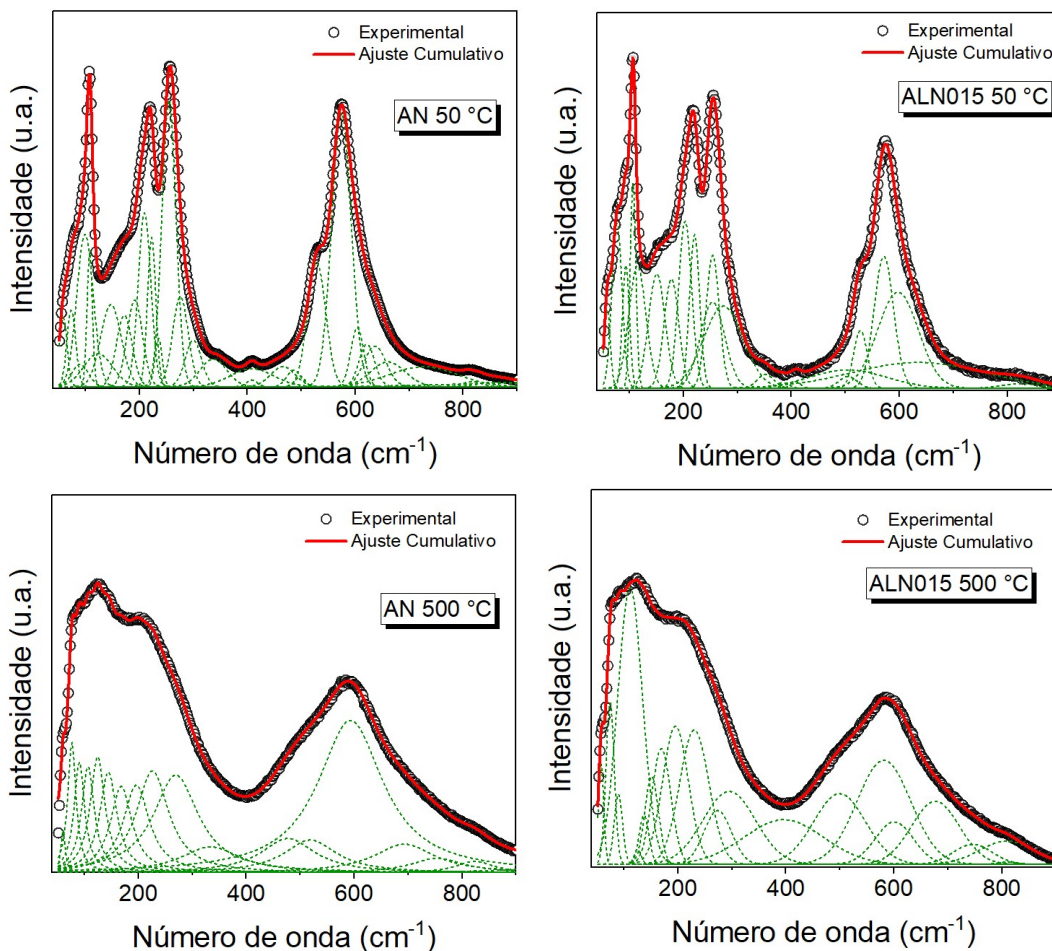 Experimental
Ajuste Cumulativo
AN 50 °C
Intensidade (u.a.)
200
400
600
800
Número de onda (cm⁻¹)
Experimental
Ajuste Cumulativo
ALN015 50 °C
Intensidade (u.a.)
200
400
600
800
Número de onda (cm⁻¹)
Experimental
Ajuste Cumulativo
AN 500 °C
Intensidade (u.a.)
200
400
600
800
Número de onda (cm⁻¹)
Experimental
Ajuste Cumulativo
ALN015 500 °C
Intensidade (u.a.)
200
400
600
800
Número de onda (cm⁻¹)